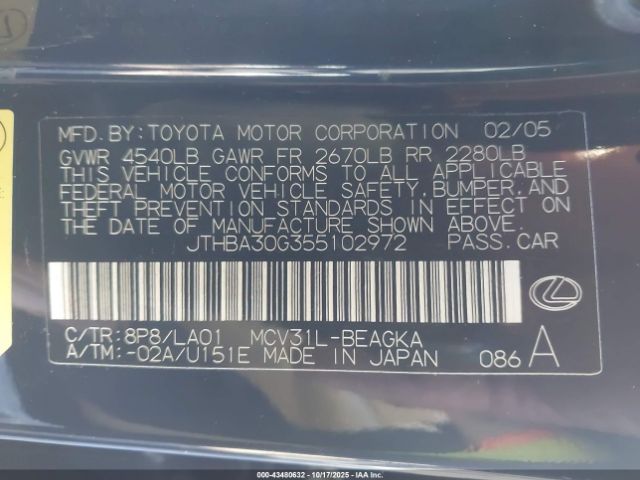 MFD. BY: TOYOTA MOTOR CORPORATION 02/05
GVWR 4540LB GAWR FR 2670LB RR 2280LB
THIS VEHICLE CONFORMS TO ALL APPLICABLE
FEDERAL MOTOR VEHICLE SAFETY, BUMPER, AND
THEFT PREVENTION STANDARDS IN EFFECT ON
THE DATE OF MANUFACTURE SHOWN ABOVE.
JTHBA30G355102972 PASS. CAR
C/TR: 8P8/LA01 MCV31L-BEAGKA
A/TM: -02A/U151E MADE IN JAPAN 086 A
000-43480632 - 10/17/2025 - IAA Inc.